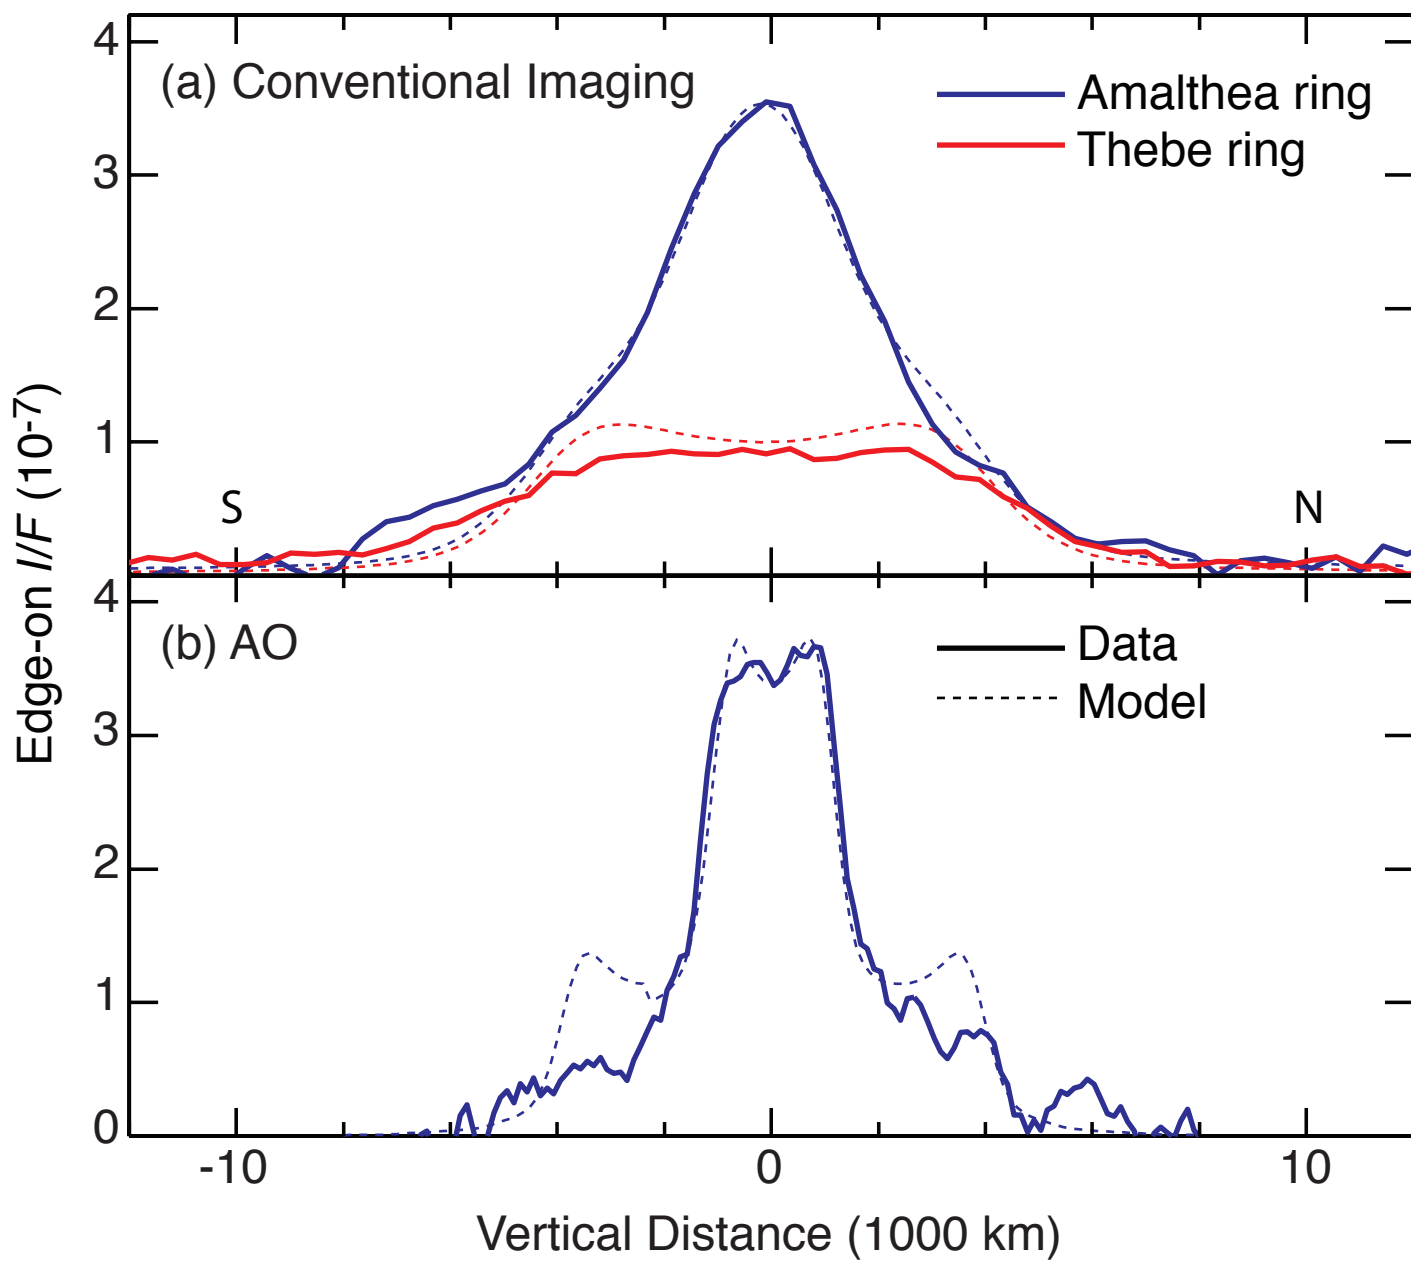 4
(a) Conventional Imaging
Amalthea ring
Thebe ring
3
2
1
S
N
Edge-on I/F (10-7)
4
(b) AO
Data
Model
3
2
1
0
-10
0
10
Vertical Distance (1000 km)